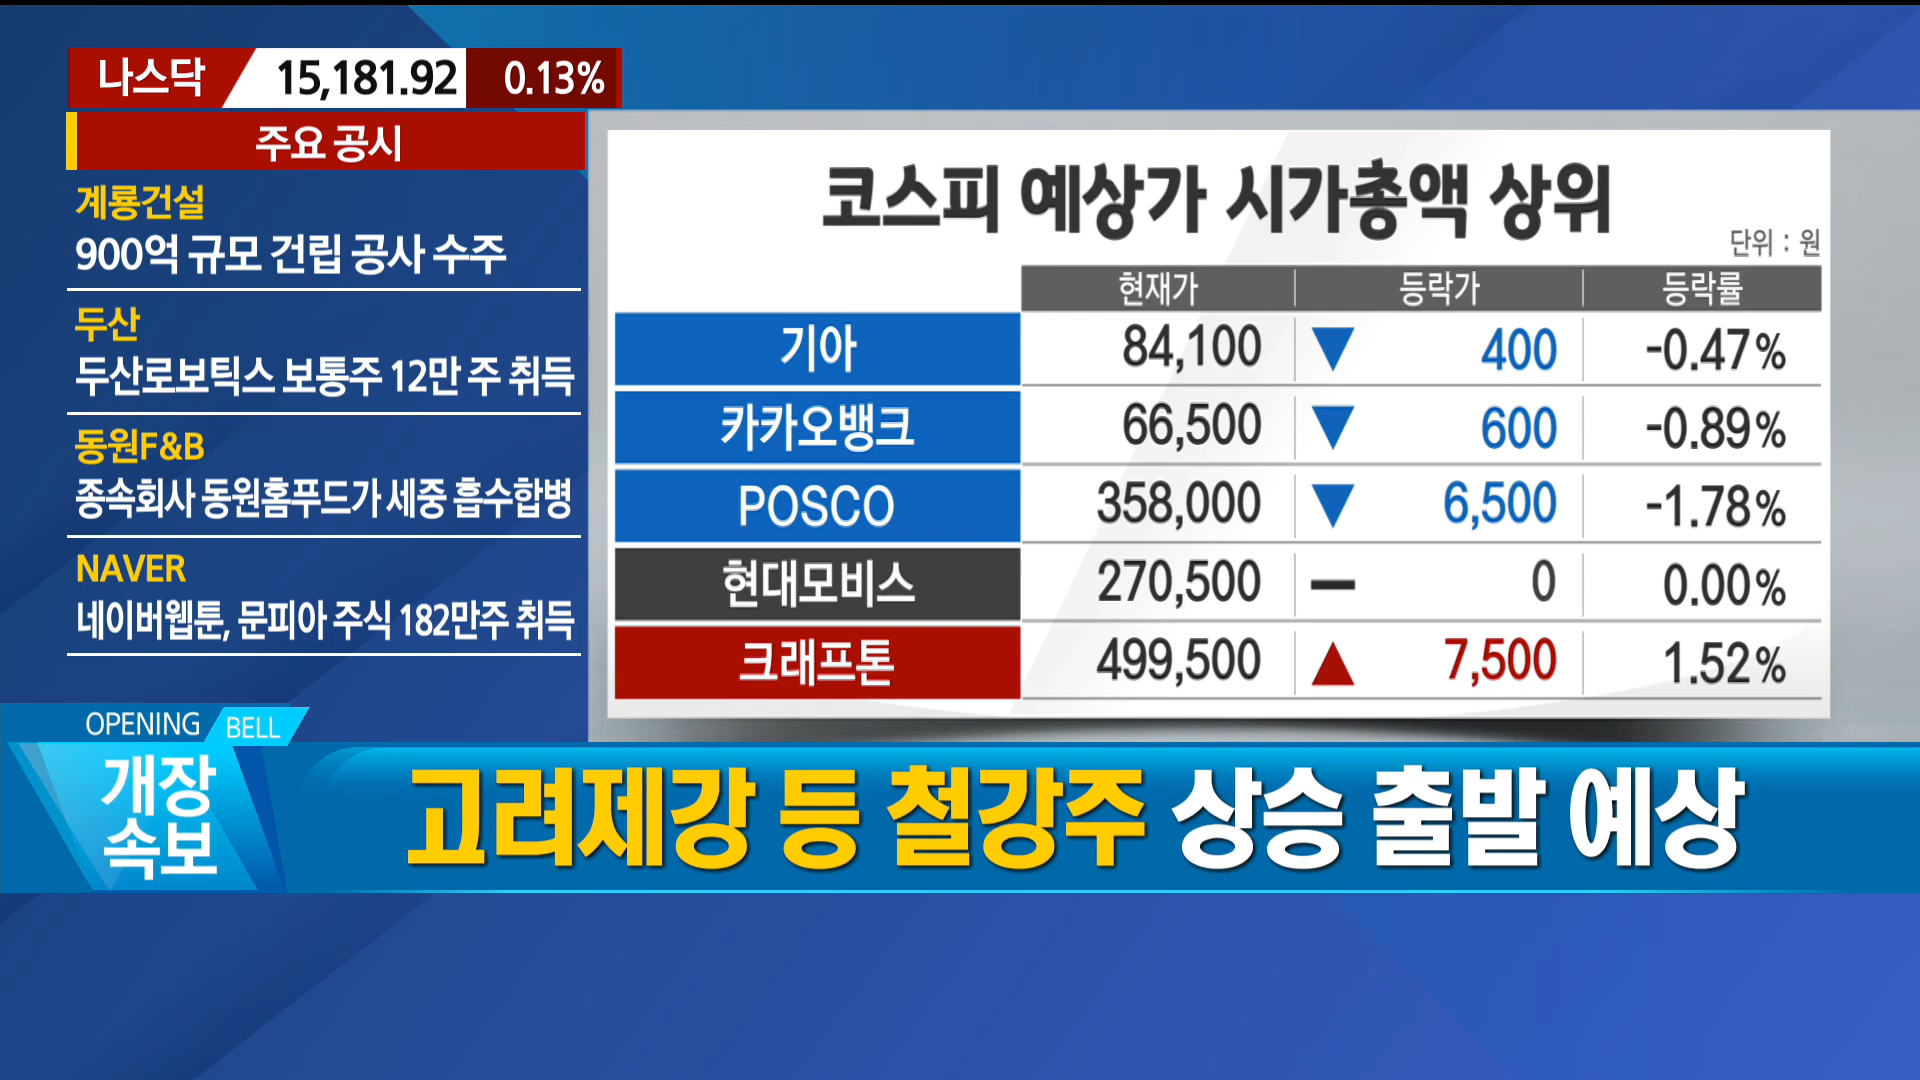 나스닥 15,181.92 0.13%
주요 공시
계룡건설
900억 규모 건립 공사 수주
두산
두산로보틱스 보통주 12만 주 취득
동원F&B
종속회사 동원홈푸드가 세중 흡수합병
NAVER
네이버웹툰, 문피아 주식 182만주 취득
코스피 예상가 시가총액 상위
단위 : 원
현재가 등락가 등락률
기아 84,100 ▼ 400 -0.47%
카카오뱅크 66,500 ▼ 600 -0.89%
POSCO 358,000 ▼ 6,500 -1.78%
현대모비스 270,500 – 0 0.00%
크래프톤 499,500 ▲ 7,500 1.52%
OPENING BELL
개장
속보
고려제강 등 철강주 상승 출발 예상